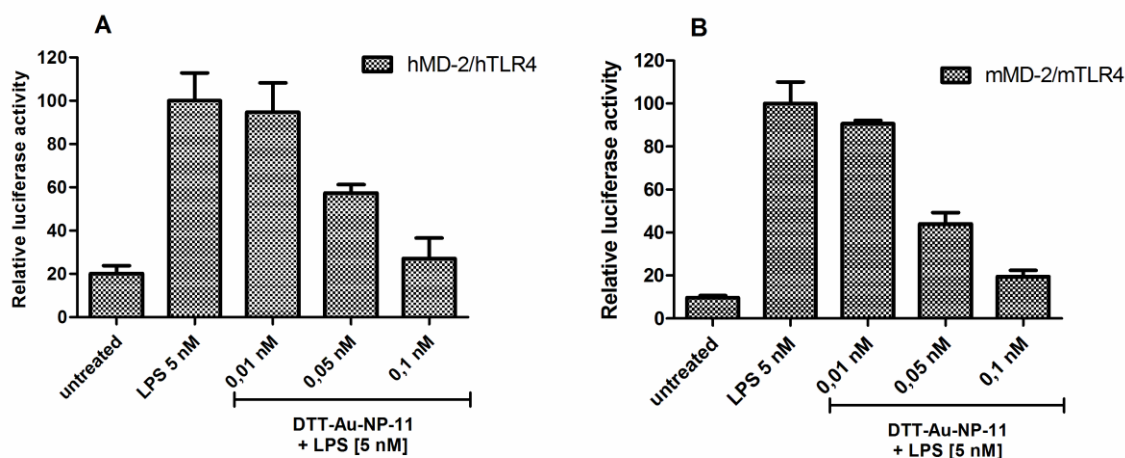 A
hMD-2/hTLR4
Relative luciferase activity
120
100
80
60
40
20
0
untreated
LPS 5 nM
0,01 nM
0,05 nM
0,1 nM
DTT-Au-NP-11
+ LPS [5 nM]
B
mMD-2/mTLR4
Relative luciferase activity
120
100
80
60
40
20
0
untreated
LPS 5 nM
0,01 nM
0,05 nM
0,1 nM
DTT-Au-NP-11
+ LPS [5 nM]